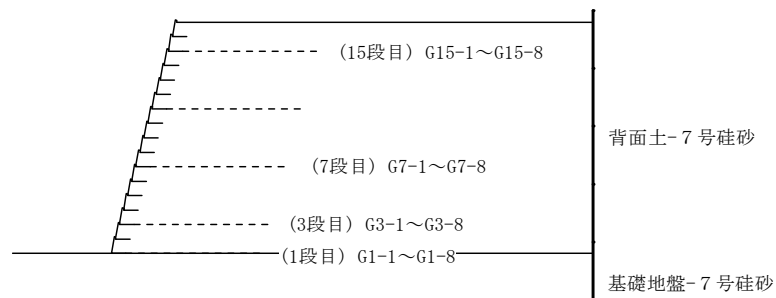 (15段目) G15-1～G15-8
背面土-7号硅砂
(7段目) G7-1～G7-8
(3段目) G3-1～G3-8
(1段目) G1-1～G1-8
基礎地盤-7号硅砂